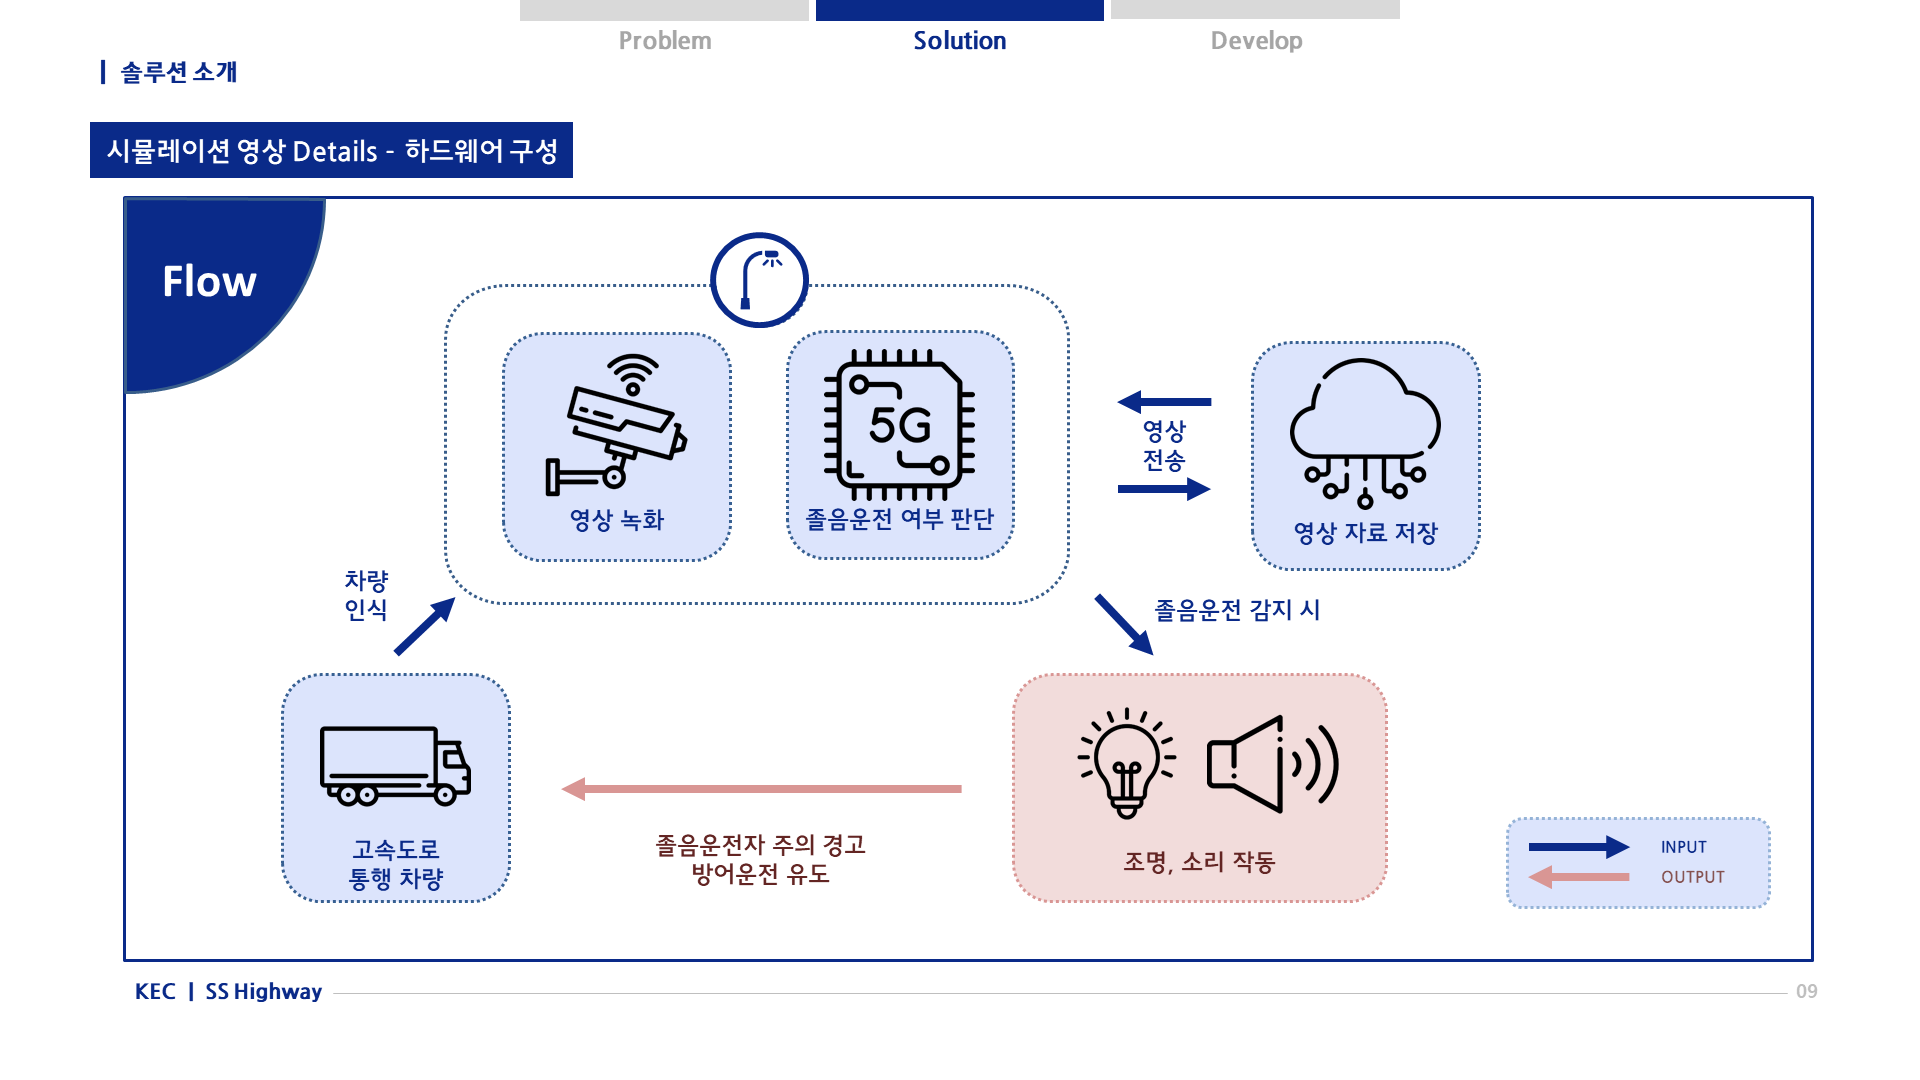 Problem
Solution
Develop
솔루션 소개
시뮬레이션 영상 Details - 하드웨어 구성
Flow
5G
영상 녹화
졸음운전 여부 판단
영상
전송
영상 자료 저장
차량
인식
졸음운전 감지 시
고속도로
통행 차량
졸음운전자 주의 경고
방어운전 유도
조명, 소리 작동
INPUT
OUTPUT
KEC | SS Highway
09